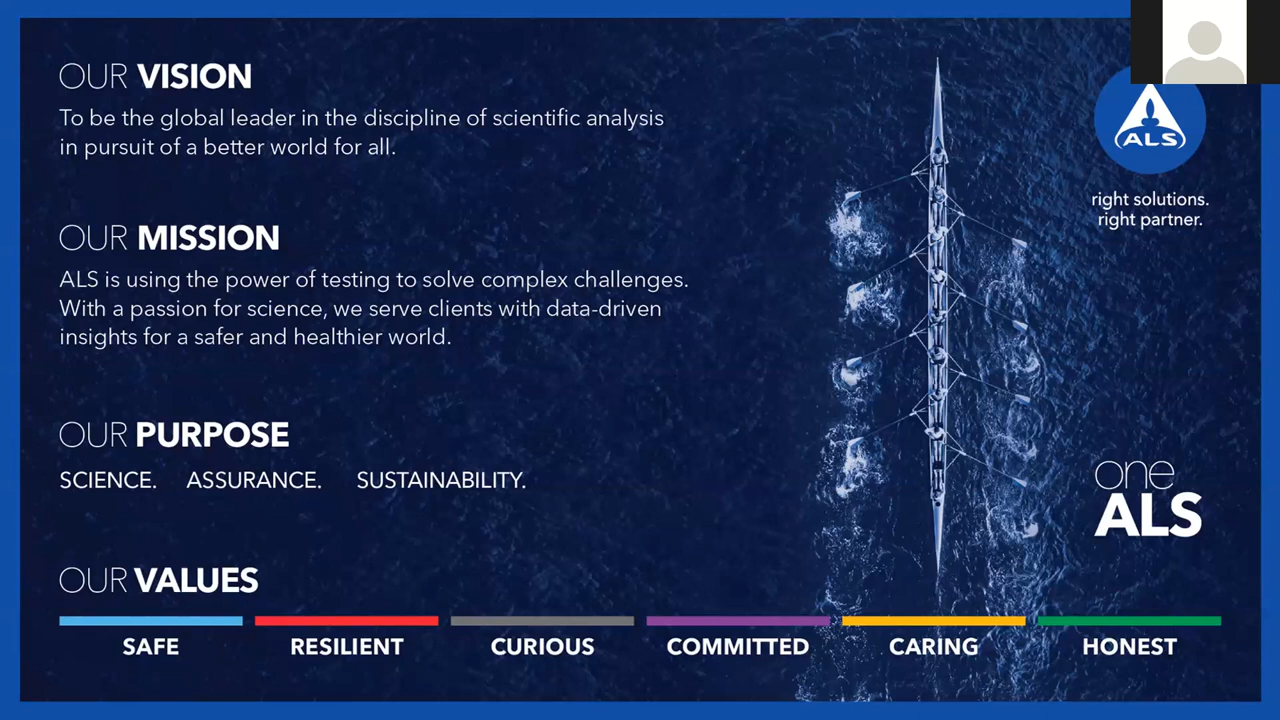 OUR VISION
To be the global leader in the discipline of scientific analysis
in pursuit of a better world for all.
OUR MISSION
ALS is using the power of testing to solve complex challenges.
With a passion for science, we serve clients with data-driven
insights for a safer and healthier world.
OUR PURPOSE
SCIENCE. ASSURANCE. SUSTAINABILITY.
OUR VALUES
SAFE RESILIENT CURIOUS COMMITTED CARING HONEST
ALS
right solutions.
right partner.
one
ALS